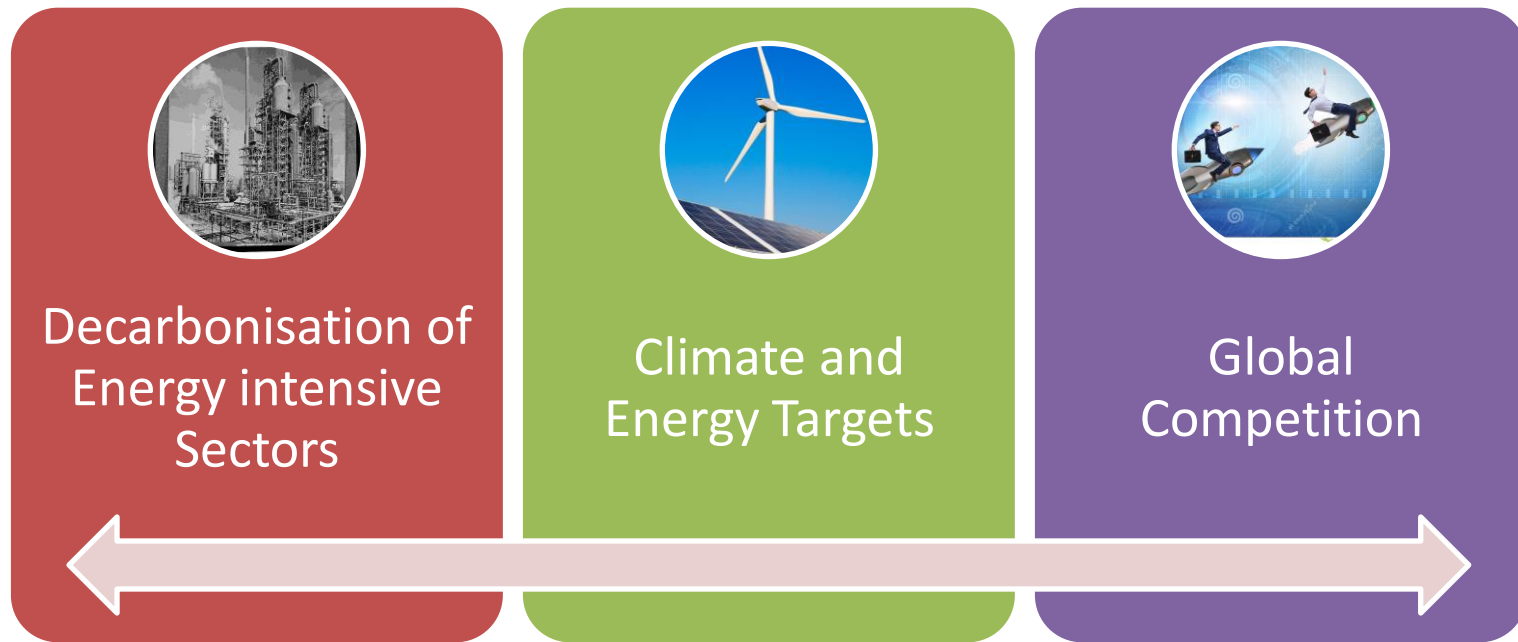 Decarbonisation of
Energy intensive
Sectors
Climate and
Energy Targets
Global
Competition